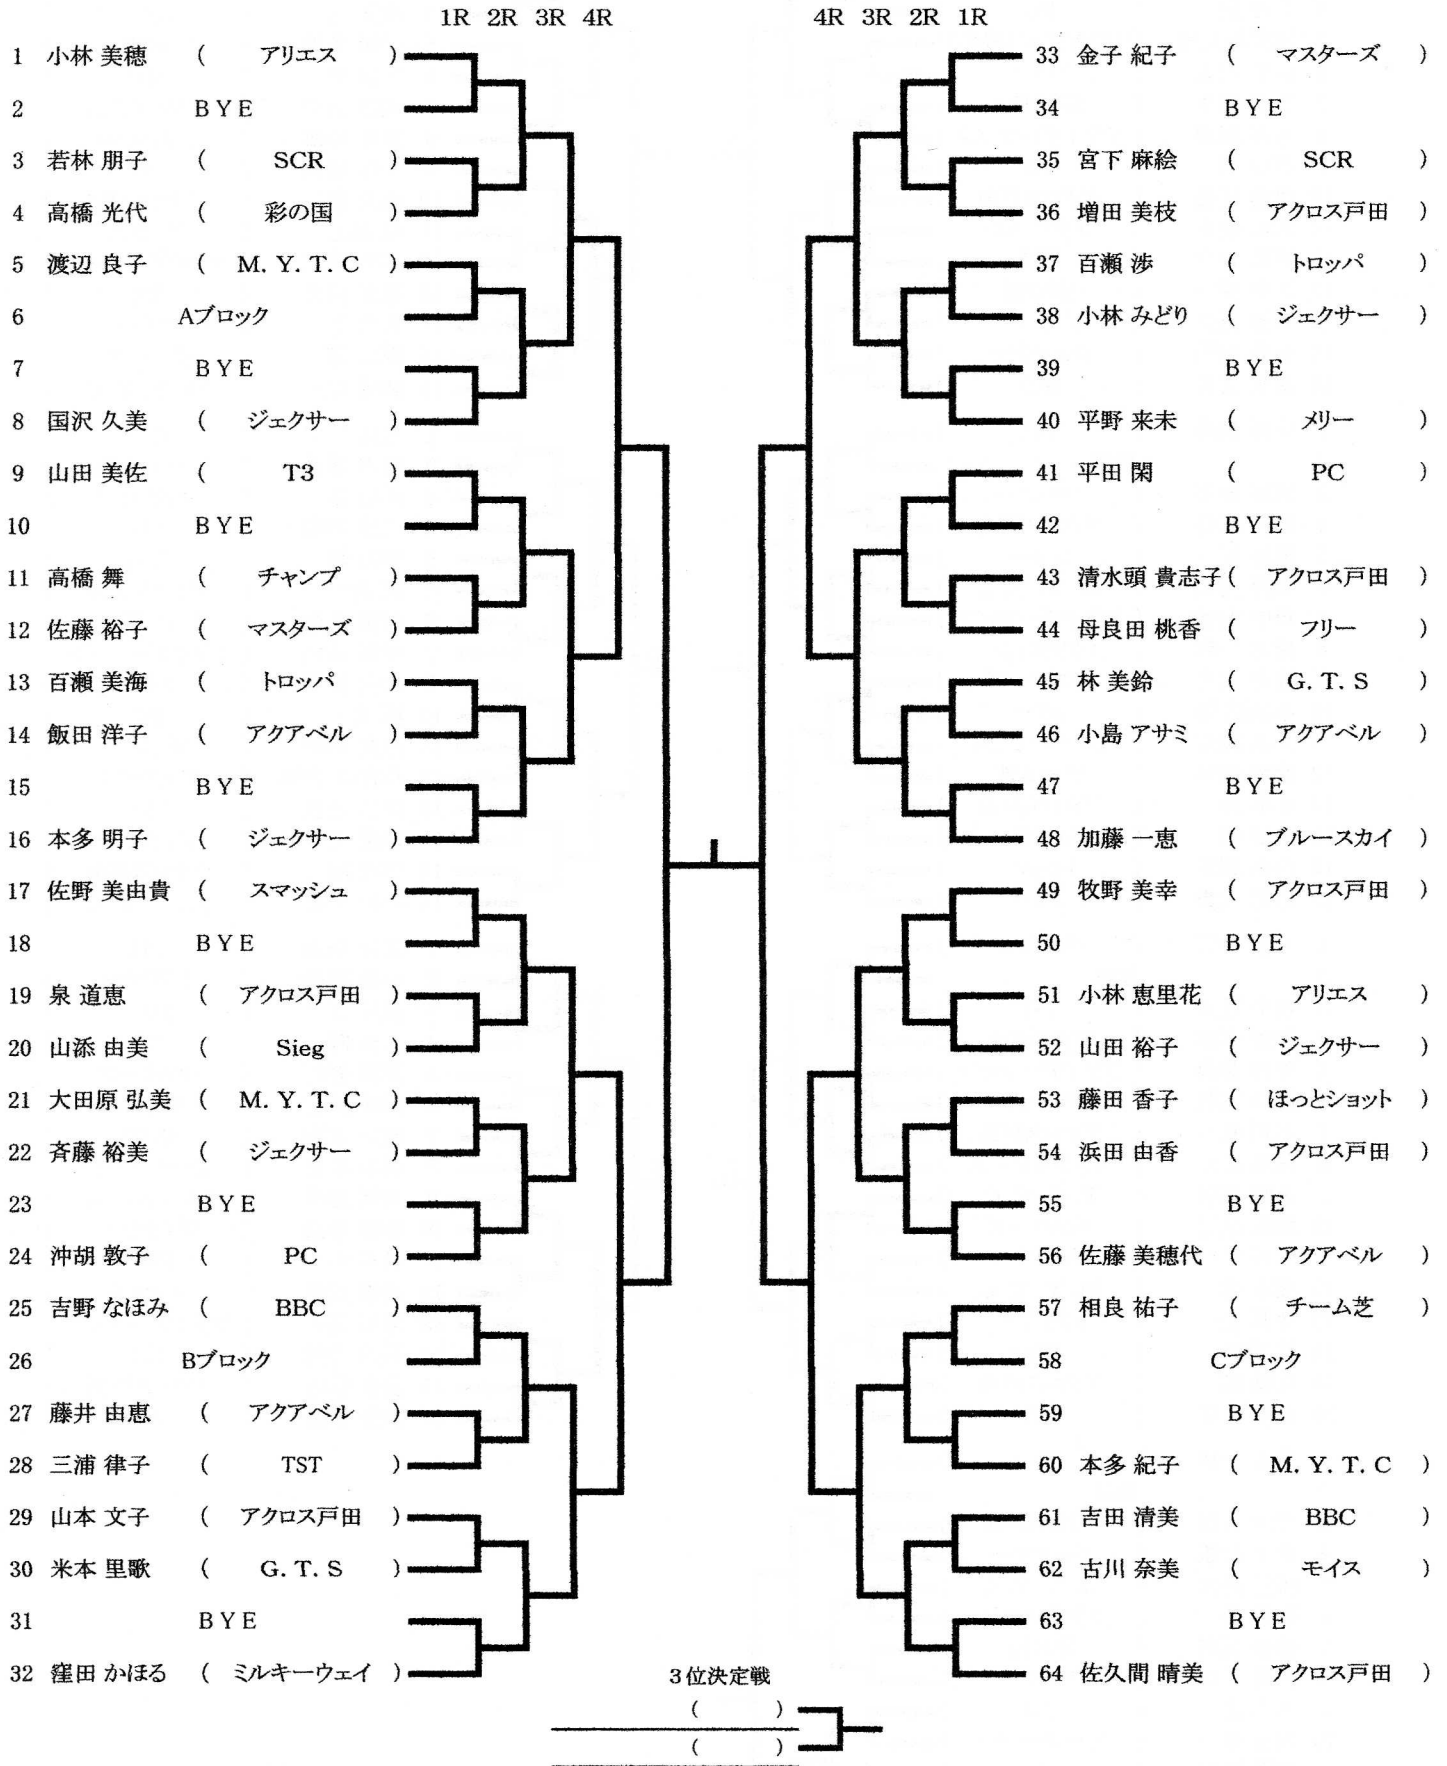 1R 2R 3R 4R 4R 3R 2R 1R
1 小林 美穂 ( アリエス ) 33 金子 紀子 ( マスターズ )
2 BYE 34 BYE
3 若林 朋子 ( SCR ) 35 宮下 麻絵 ( SCR )
4 高橋 光代 ( 彩の国 ) 36 増田 美枝 ( アクロス戸田 )
5 渡辺 良子 ( M.Y.T.C ) 37 百瀬 渉 ( トロッパ )
6 Aブロック 38 小林 みどり ( ジェクサー )
7 BYE 39 BYE
8 国沢 久美 ( ジェクサー ) 40 平野 来未 ( メリー )
9 山田 美佐 ( T3 ) 41 平田 閑 ( PC )
10 BYE 42 BYE
11 高橋 舞 ( チャンプ ) 43 清水頭 貴志子 ( アクロス戸田 )
12 佐藤 裕子 ( マスターズ ) 44 母良田 桃香 ( フリー )
13 百瀬 美海 ( トロッパ ) 45 林 美鈴 ( G.T.S )
14 飯田 洋子 ( アクアベル ) 46 小島 アサミ ( アクアベル )
15 BYE 47 BYE
16 本多 明子 ( ジェクサー ) 48 加藤 一恵 ( ブルースカイ )
17 佐野 美由貴 ( スマッシュ ) 49 牧野 美幸 ( アクロス戸田 )
18 BYE 50 BYE
19 泉 道恵 ( アクロス戸田 ) 51 小林 恵里花 ( アリエス )
20 山添 由美 ( Sieg ) 52 山田 裕子 ( ジェクサー )
21 大田原 弘美 ( M.Y.T.C ) 53 藤田 香子 ( ほっとショット )
22 斉藤 裕美 ( ジェクサー ) 54 浜田 由香 ( アクロス戸田 )
23 BYE 55 BYE
24 沖胡 敦子 ( PC ) 56 佐藤 美穂代 ( アクアベル )
25 吉野 なほみ ( BBC ) 57 相良 祐子 ( チーム芝 )
26 Bブロック 58 Cブロック
27 藤井 由恵 ( アクアベル ) 59 BYE
28 三浦 律子 ( TST ) 60 本多 紀子 ( M.Y.T.C )
29 山本 文子 ( アクロス戸田 ) 61 吉田 清美 ( BBC )
30 米本 里歌 ( G.T.S ) 62 古川 奈美 ( モイス )
31 BYE 63 BYE
32 窪田 かほる ( ミルキーウェイ ) 64 佐久間 晴美 ( アクロス戸田 )
3位決定戦
( )
( )